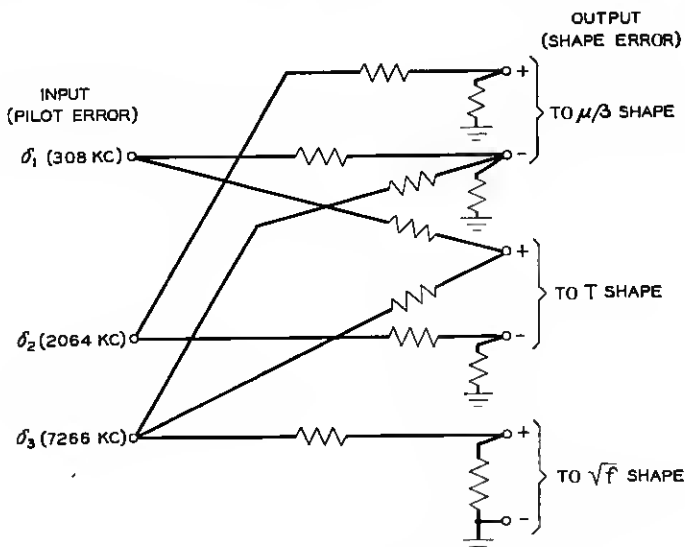 OUTPUT
(SHAPE ERROR)
INPUT
(PILOT ERROR)
+
TO μ/β SHAPE
δ₁ (308 KC)
-
+
TO T SHAPE
δ₂ (2064 KC)
-
δ₃ (7266 KC)
+
TO √f SHAPE
-